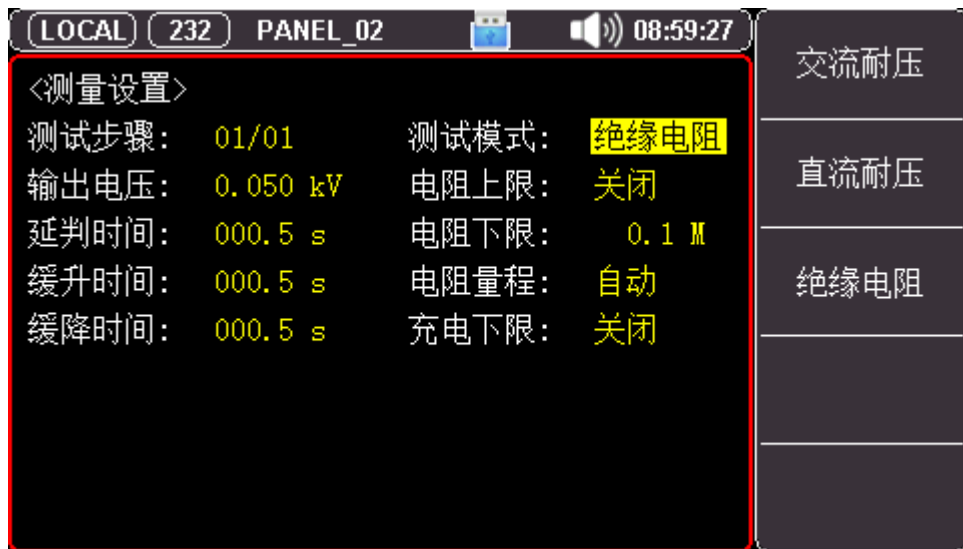 LOCAL 232 PANEL_02 08:59:27
<测量设置>
测试步骤: 01/01 测试模式: 绝缘电阻
输出电压: 0.050 kV 电阻上限: 关闭
延判时间: 000.5 s 电阻下限: 0.1 M
缓升时间: 000.5 s 电阻量程: 自动
缓降时间: 000.5 s 充电下限: 关闭
交流耐压
直流耐压
绝缘电阻